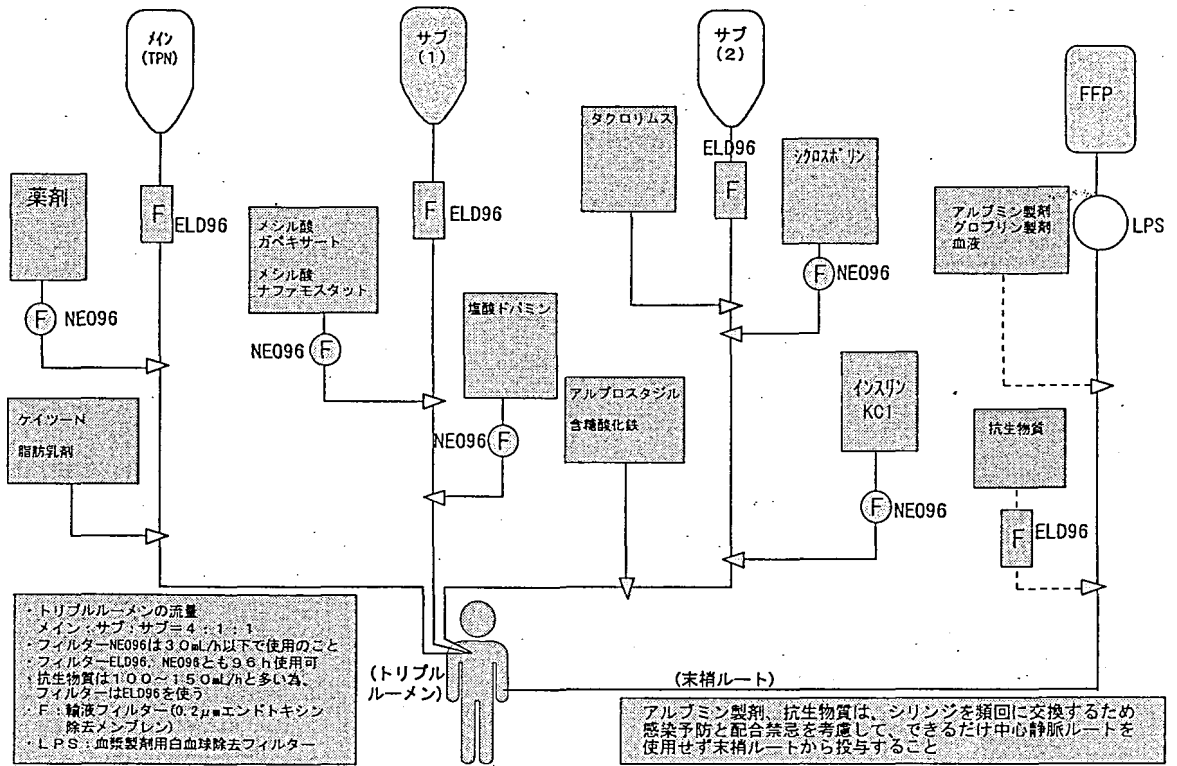 メイン
(TPN)
サブ
(1)
サブ
(2)
FFP
薬剤
F
ELD96
F
NEO96
F
ELD96
メシル酸
ガベキサート
メシル酸
ナファモスタット
NEO96
F
塩酸ドパミン
NEO96
F
タクロリムス
ELD96
F
シクロスポリン
F
NEO96
アルブミン製剤
グロブリン製剤
血液
LPS
ケイツーN
脂肪乳剤
アルプロスタジル
含糖酸化鉄
インスリン
KCl
F
NEO96
抗生物質
F
ELD96
・トリプルルーメンの流量
メイン:サブ:サブ=4:1:1
・フィルターNEO96は30mL/h以下で使用のこと
・フィルターELD96、NEO96とも96h使用可
・抗生物質は100~150mL/hと多い為、
フィルターはELD96を使う
・F:輸液フィルター(0.2μmエンドトキシン
除去メンブレン)
・LPS:血漿製剤用白血球除去フィルター
(トリプル
ルーメン)
(末梢ルート)
アルブミン製剤、抗生物質は、シリンジを頻回に交換するため
感染予防と配合禁忌を考慮して、できるだけ中心静脈ルートを
使用せず末梢ルートから投与すること